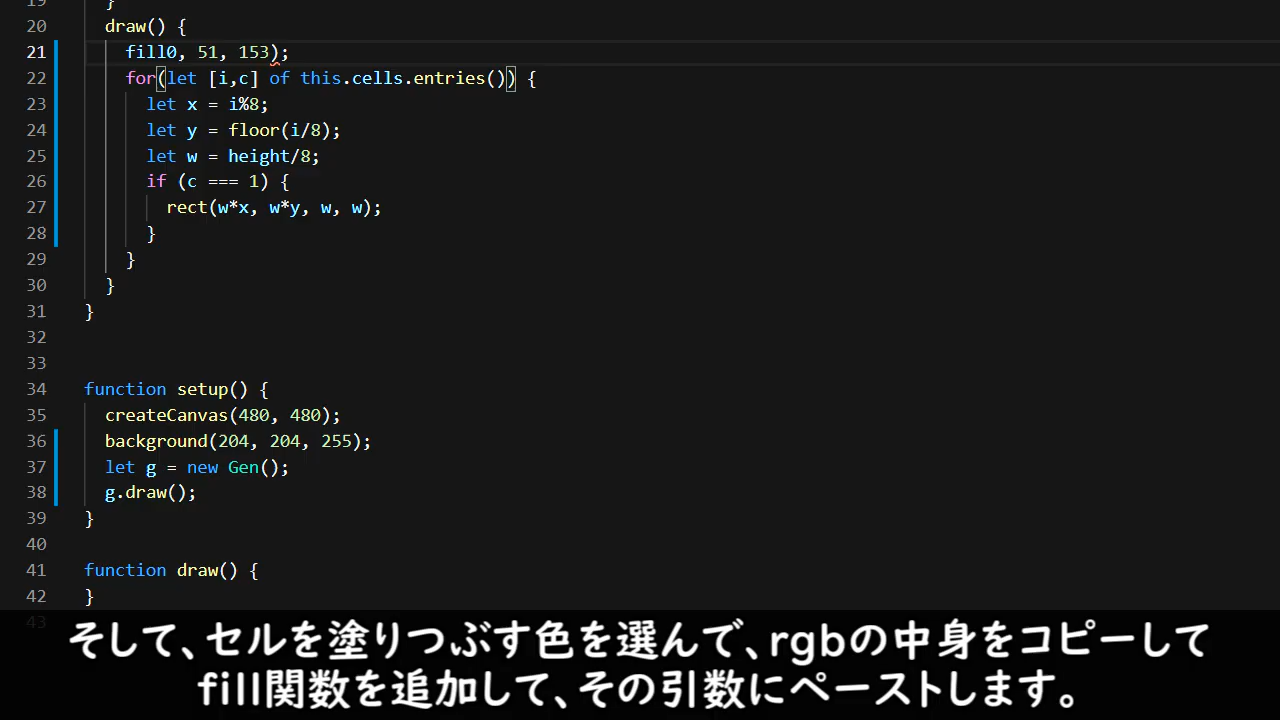 19 }
20 draw() {
21 fill0, 51, 153);
22 for(let [i,c] of this.cells.entries()) {
23 let x = i%8;
24 let y = floor(i/8);
25 let w = height/8;
26 if (c === 1) {
27 rect(w*x, w*y, w, w);
28 }
29 }
30 }
31 }
32
33
34 function setup() {
35 createCanvas(480, 480);
36 background(204, 204, 255);
37 let g = new Gen();
38 g.draw();
39 }
40
41 function draw() {
42 }
43
そして、セルを塗りつぶす色を選んで、rgbの中身をコピーして
fill関数を追加して、その引数にペーストします。